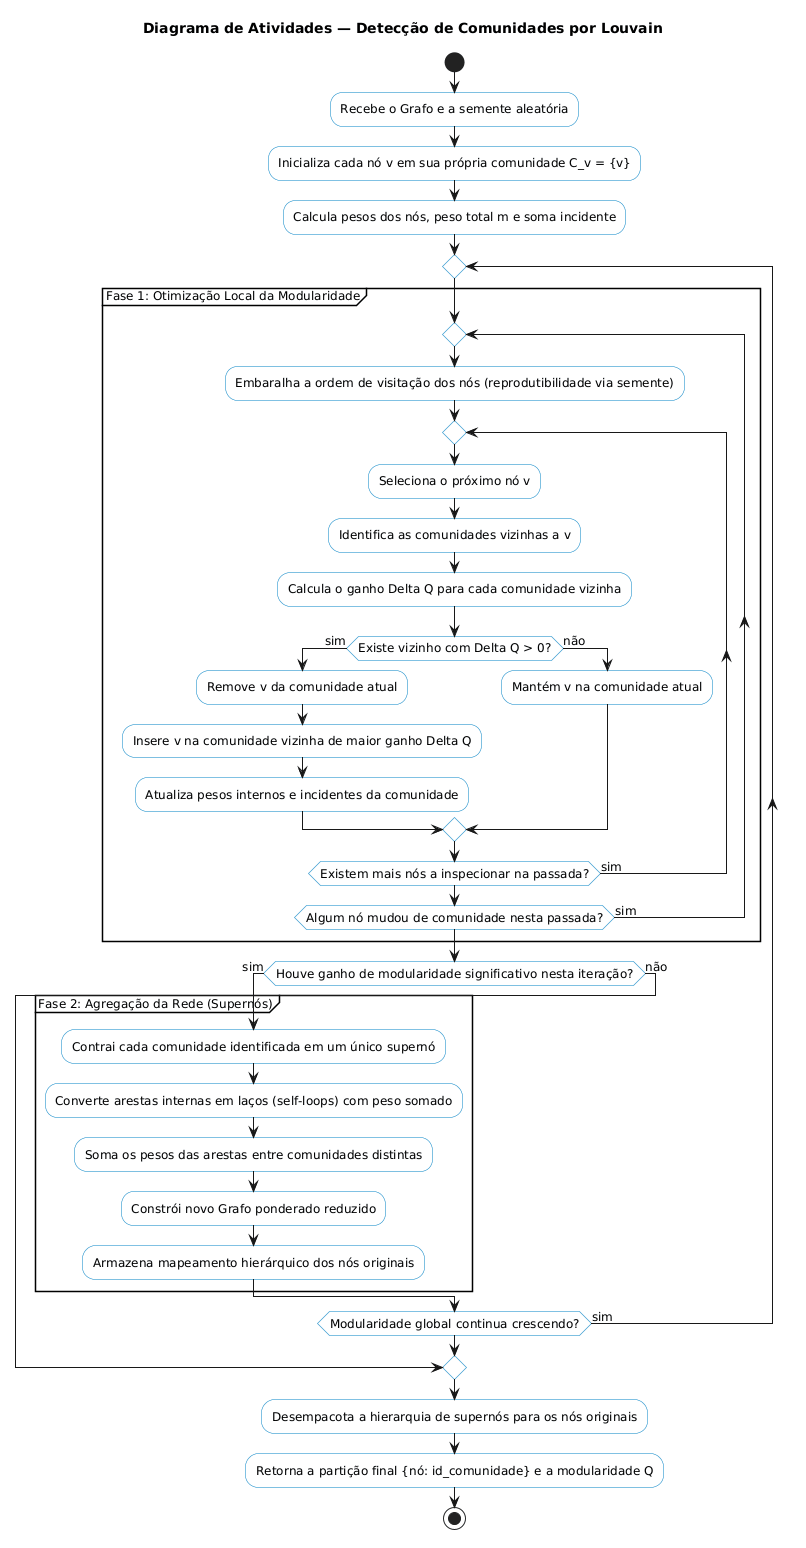 Diagrama de Atividades — Detecção de Comunidades por Louvain
Recebe o Grafo e a semente aleatória
Inicializa cada nó v em sua própria comunidade C_v = {v}
Calcula pesos dos nós, peso total m e soma incidente
Fase 1: Otimização Local da Modularidade
Embaralha a ordem de visitação dos nós (reprodutibilidade via semente)
Seleciona o próximo nó v
Identifica as comunidades vizinhas a v
Calcula o ganho Delta Q para cada comunidade vizinha
sim
Existe vizinho com Delta Q > 0?
não
Remove v da comunidade atual
Mantém v na comunidade atual
Insere v na comunidade vizinha de maior ganho Delta Q
Atualiza pesos internos e incidentes da comunidade
Existem mais nós a inspecionar na passada?
sim
Algum nó mudou de comunidade nesta passada?
sim
sim
Houve ganho de modularidade significativo nesta iteração?
não
Fase 2: Agregação da Rede (Supernós)
Contrai cada comunidade identificada em um único supernó
Converte arestas internas em laços (self-loops) com peso somado
Soma os pesos das arestas entre comunidades distintas
Constrói novo Grafo ponderado reduzido
Armazena mapeamento hierárquico dos nós originais
Modularidade global continua crescendo?
sim
Desempacota a hierarquia de supernós para os nós originais
Retorna a partição final {nó: id_comunidade} e a modularidade Q